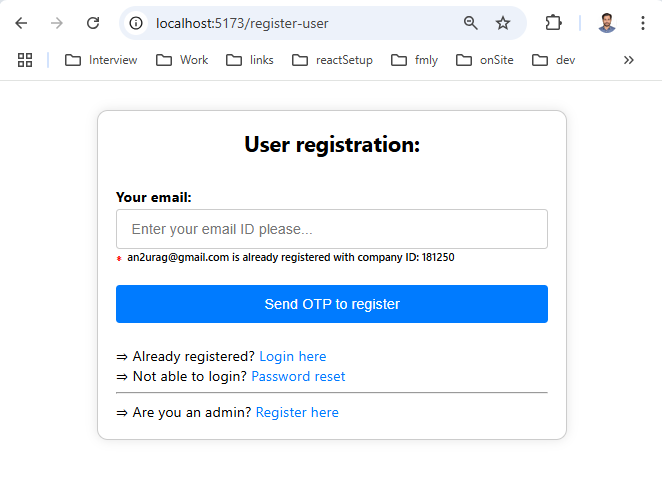 localhost:5173/register-user
Interview Work links reactSetup fmly onSite dev »
User registration:
Your email:
Enter your email ID please...
* an2urag@gmail.com is already registered with company ID: 181250
Send OTP to register
⇒ Already registered? Login here
⇒ Not able to login? Password reset
⇒ Are you an admin? Register here